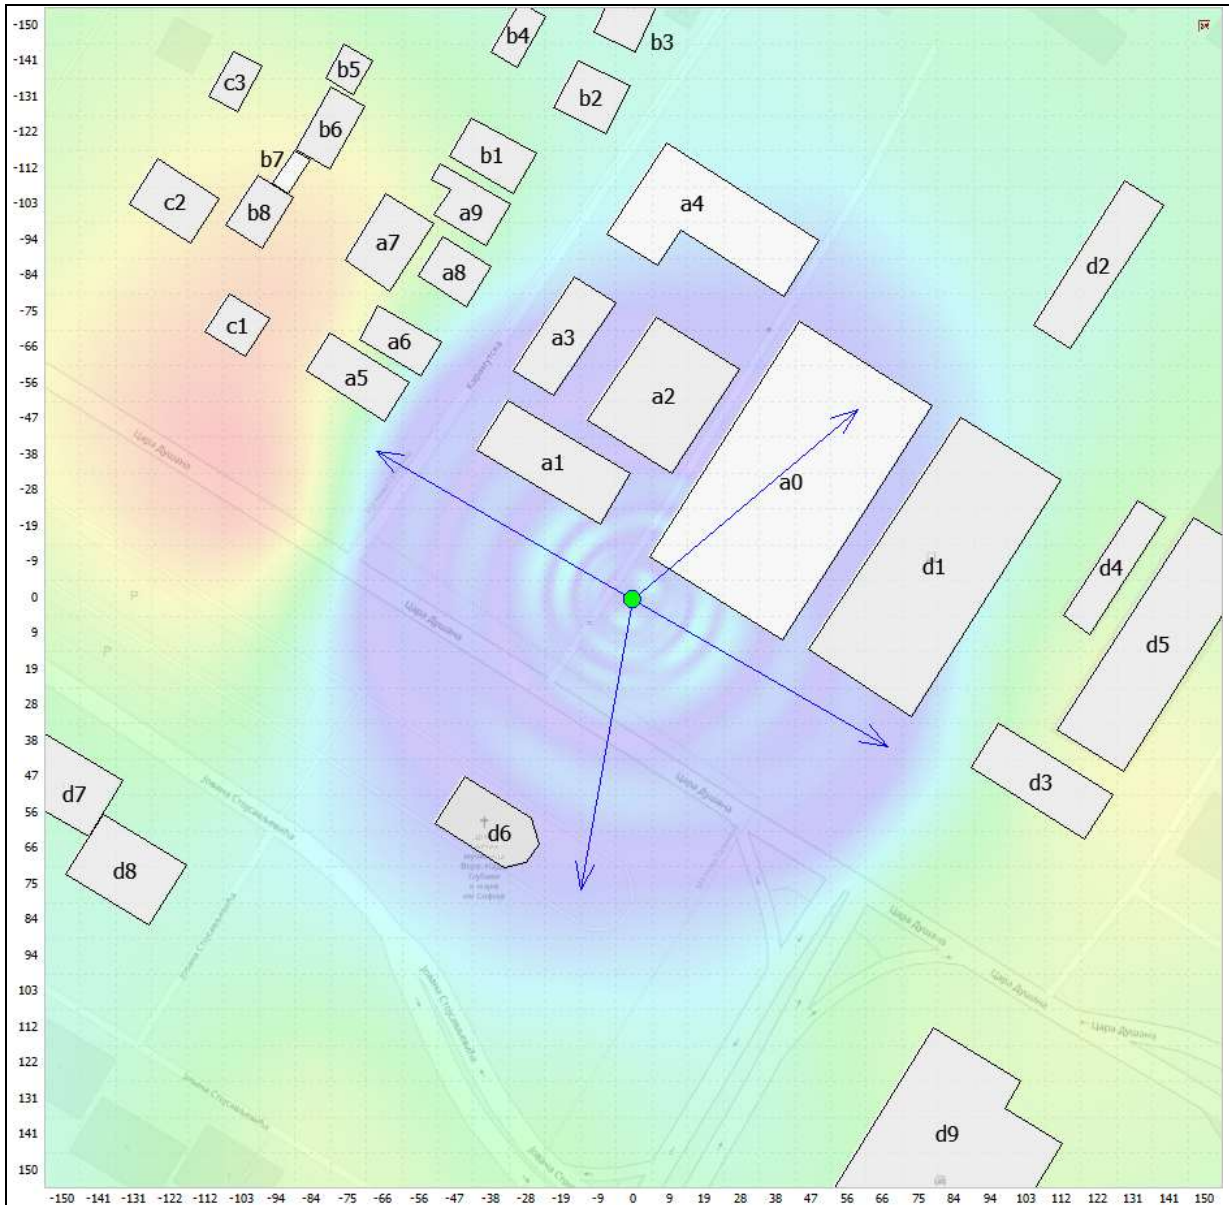 -150
-141
-131
-122
-112
-103
-94
-84
-75
-66
-56
-47
-38
-28
-19
-9
0
9
19
28
38
47
56
66
75
84
94
103
112
122
131
141
150
b4
b3
c3
b5
b2
b6
b7
b1
c2
b8
a9
a4
a7
a8
d2
c1
a6
a3
a5
a2
Карамутска
Цара Душана
a1
a0
d1
d4
P
Цара Душана
P
d5
d7
d3
Јована Стерије
Цара Душана
d6
d8
Цара Душана
Цара Душана
Цара Душана
d9
-150 -141 -131 -122 -112 -103 -94 -84 -75 -66 -56 -47 -38 -28 -19 -9 0 9 19 28 38 47 56 66 75 84 94 103 112 122 131 141 150